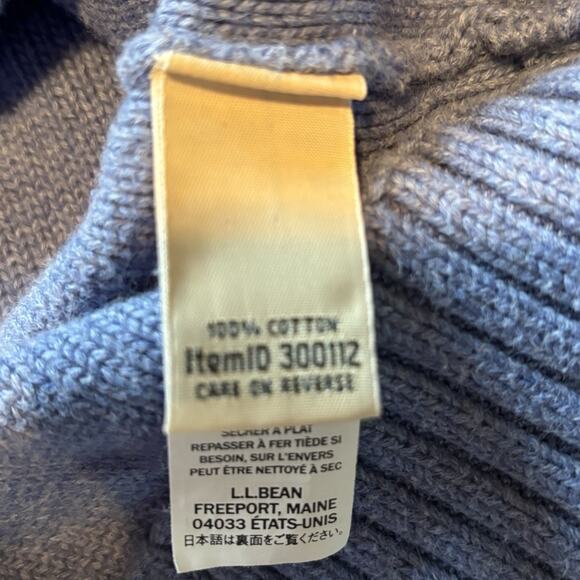 100% COTTON
ItemID 300112
CARE ON REVERSE
SÉCHER À PLAT
REPASSER À FER TIÈDE SI
BESOIN, SUR L'ENVERS
PEUT ÊTRE NETTOYÉ À SEC
L.L.BEAN
FREEPORT, MAINE
04033 ÉTATS-UNIS
日本語は裏面をご覧ください。